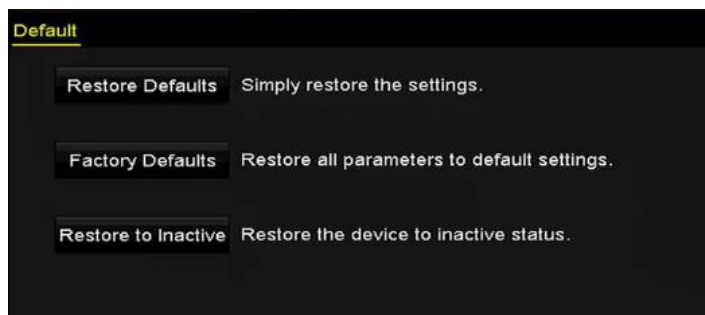 Default
Restore Defaults Simply restore the settings.
Factory Defaults Restore all parameters to default settings.
Restore to Inactive Restore the device to inactive status.